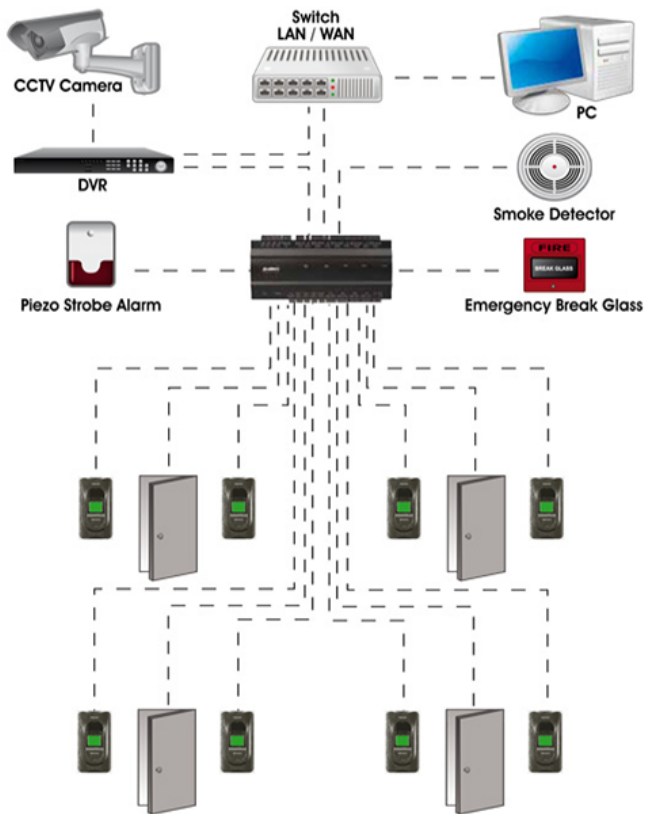 Switch
LAN / WAN
CCTV Camera
PC
DVR
Smoke Detector
FIRE
BREAK GLASS
Piezo Strobe Alarm
Emergency Break Glass